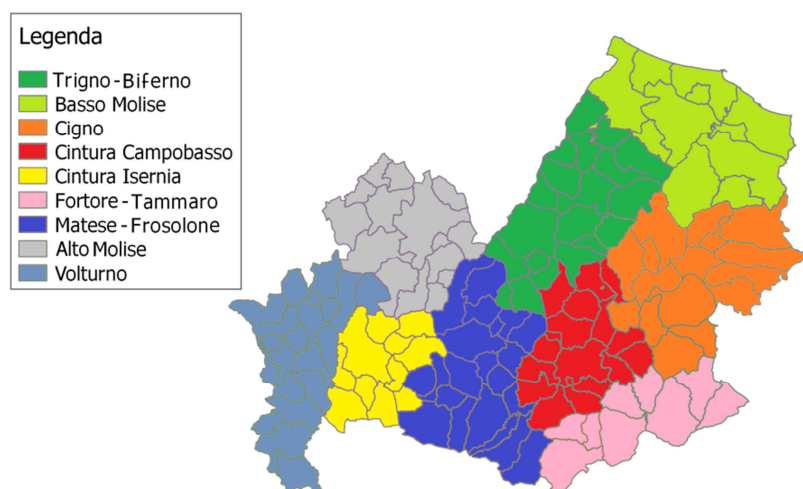 Legenda
Trigno-Biferno
Basso Molise
Cigno
Cintura Campobasso
Cintura Isernia
Fortore-Tammaro
Matese-Frosolone
Alto Molise
Volturno